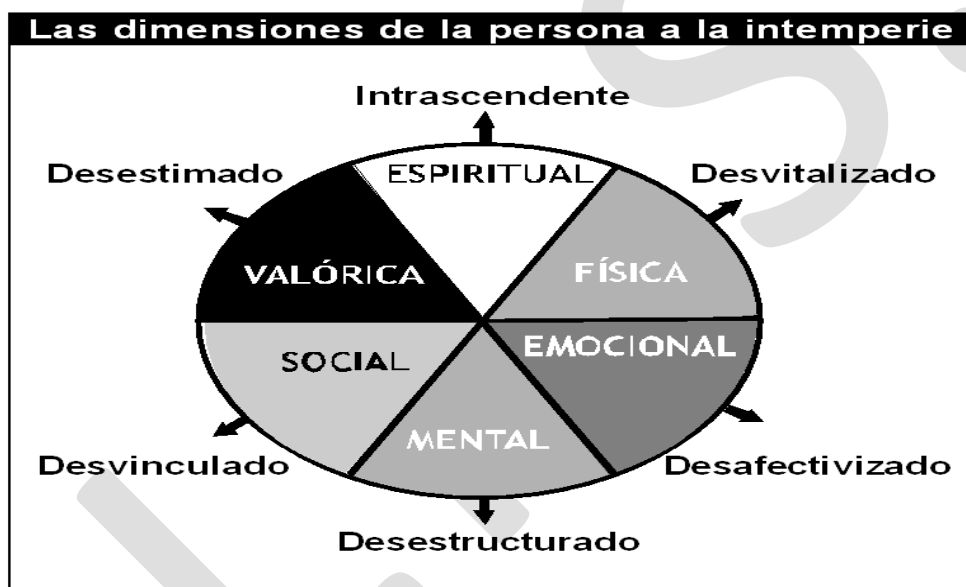 Las dimensiones de la persona a la intemperie
Intrascendente
Desestimado
ESPIRITUAL
Desvitalizado
VALÓRICA
FÍSICA
SOCIAL
EMOCIONAL
MENTAL
Desvinculado
Desafectivizado
Desestructurado